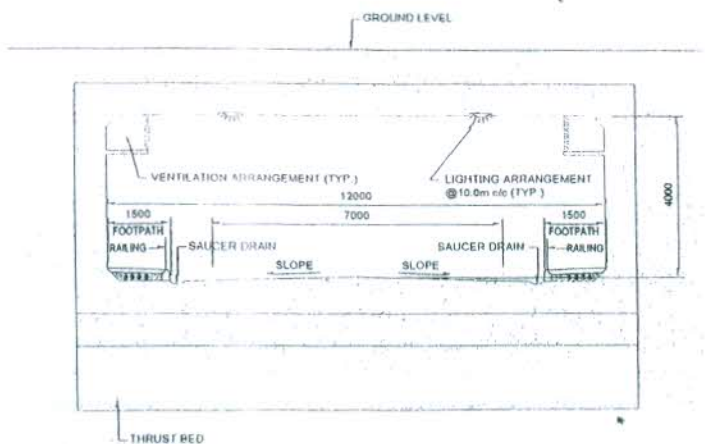 GROUND LEVEL
VENTILATION ARRANGEMENT (TYP.)
LIGHTING ARRANGEMENT
@10.0m c/c (TYP.)
12000
4000
1500
7000
1500
FOOTPATH
FOOTPATH
RAILING
RAILING
SAUCER DRAIN
SAUCER DRAIN
SLOPE
SLOPE
THRUST BED